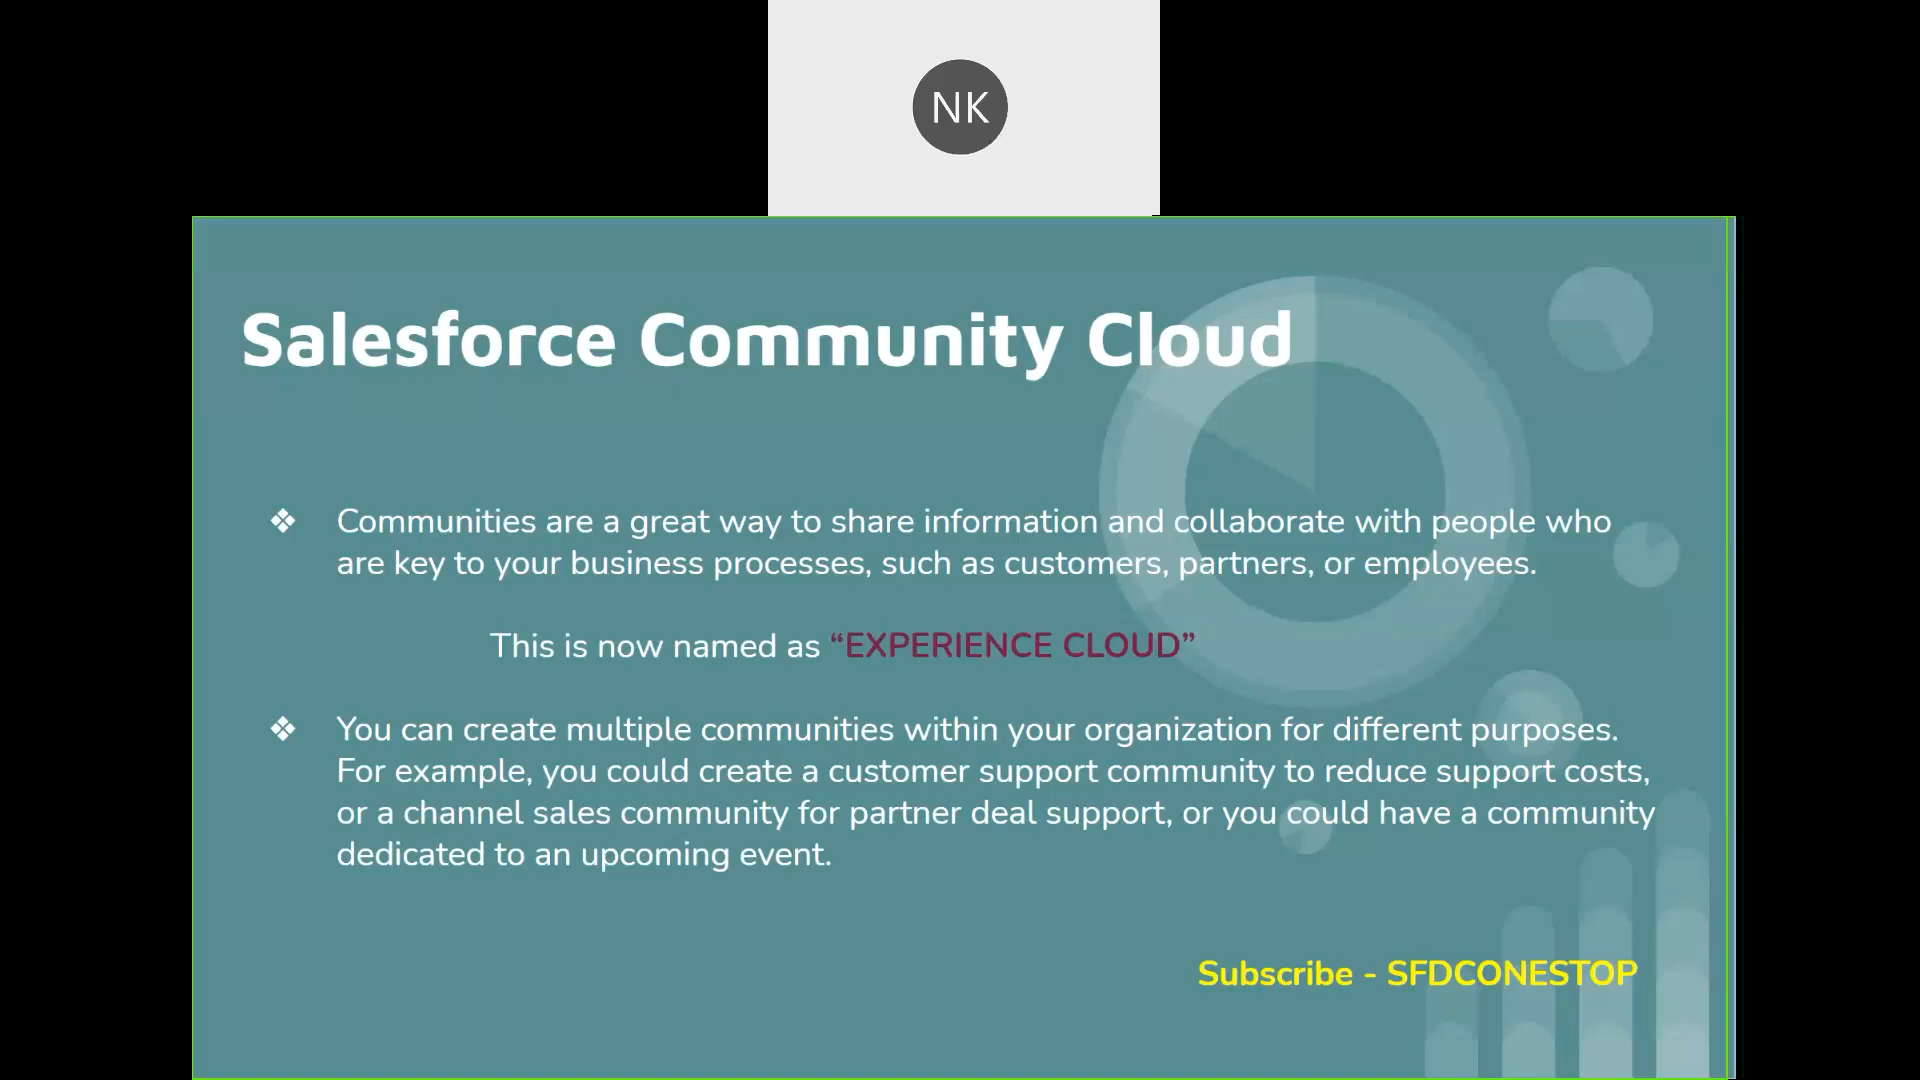 NK
Salesforce Community Cloud
❖ Communities are a great way to share information and collaborate with people who
are key to your business processes, such as customers, partners, or employees.
This is now named as “EXPERIENCE CLOUD”
❖ You can create multiple communities within your organization for different purposes.
For example, you could create a customer support community to reduce support costs,
or a channel sales community for partner deal support, or you could have a community
dedicated to an upcoming event.
Subscribe - SFDCONESTOP